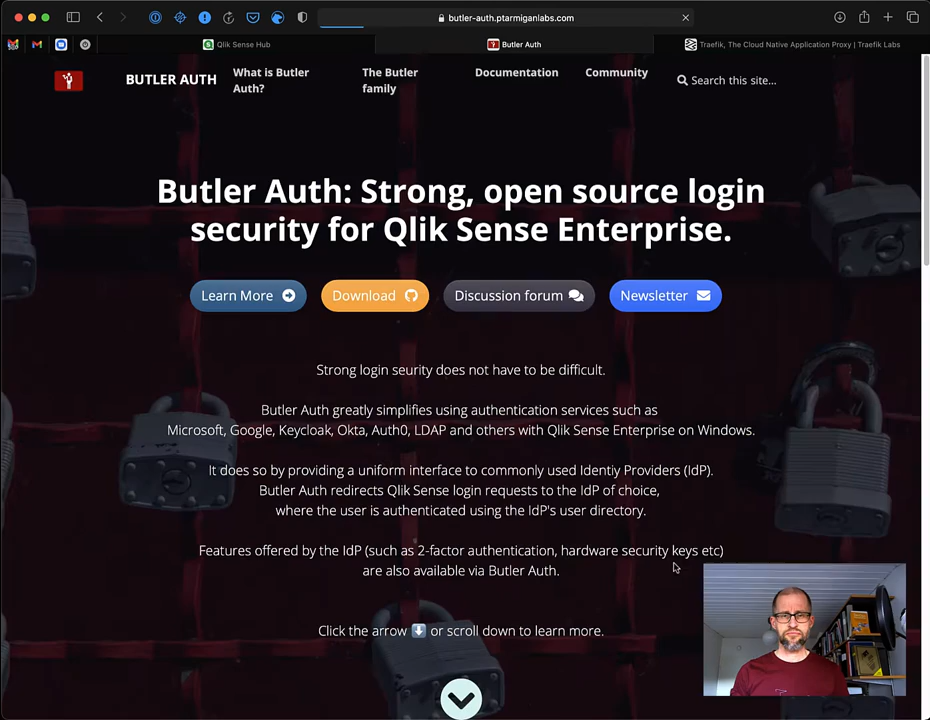 butler-auth.ptarmiganlabs.com
Qlik Sense Hub
Butler Auth
Traefik, The Cloud Native Application Proxy | Traefik Labs
BUTLER AUTH
What is Butler
Auth?
The Butler
family
Documentation
Community
Search this site...
Butler Auth: Strong, open source login
security for Qlik Sense Enterprise.
Learn More
Download
Discussion forum
Newsletter
Strong login seurity does not have to be difficult.
Butler Auth greatly simplifies using authentication services such as
Microsoft, Google, Keycloak, Okta, Auth0, LDAP and others with Qlik Sense Enterprise on Windows.
It does so by providing a uniform interface to commonly used Identiy Providers (IdP).
Butler Auth redirects Qlik Sense login requests to the IdP of choice,
where the user is authenticated using the IdP's user directory.
Features offered by the IdP (such as 2-factor authentication, hardware security keys etc)
are also available via Butler Auth.
Click the arrow ⬇️ or scroll down to learn more.